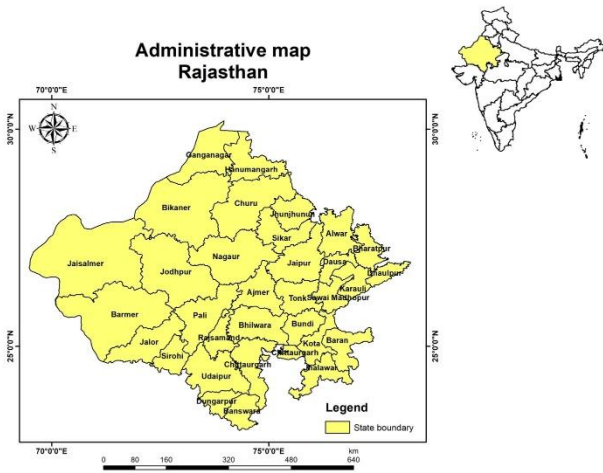 Administrative map
Rajasthan
70°0'0"E
75°0'0"E
N
W
E
S
30°0'0"N
30°0'0"N
Ganganagar
Hanumangarh
Bikaner
Churu
Jhunjhunun
Sikar
Alwar
Bharatpur
Jaisalmer
Jodhpur
Nagaur
Jaipur
Dausa
Dhaulpur
Karauli
Ajmer
Tonk
Sawai Madhopur
Barmer
Pali
Bhilwara
Bundi
Rajsamand
Kota
Baran
Jalor
Sirohi
Chittaurgarh
Chittaurgarh
Jhalawar
Udaipur
Dungarpur
Banswara
25°0'0"N
25°0'0"N
Legend
State boundary
70°0'0"E
75°0'0"E
km
0 80 160 320 480 640